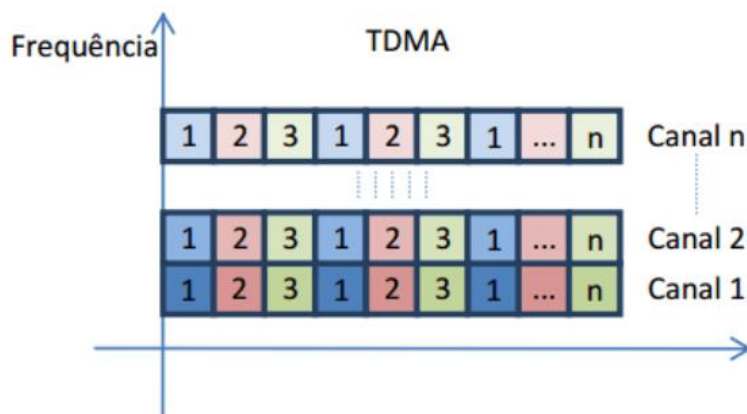 TDMA
Frequência
1 2 3 1 2 3 1 ... n Canal n
1 2 3 1 2 3 1 ... n Canal 2
1 2 3 1 2 3 1 ... n Canal 1